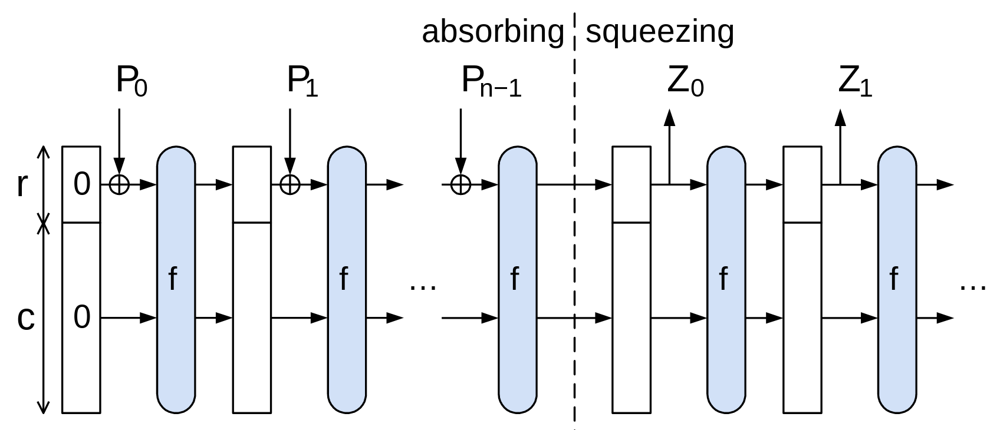 absorbing squeezing
P0 P1 Pn−1 Z0 Z1
r 0
f f ... f f f ...
c 0